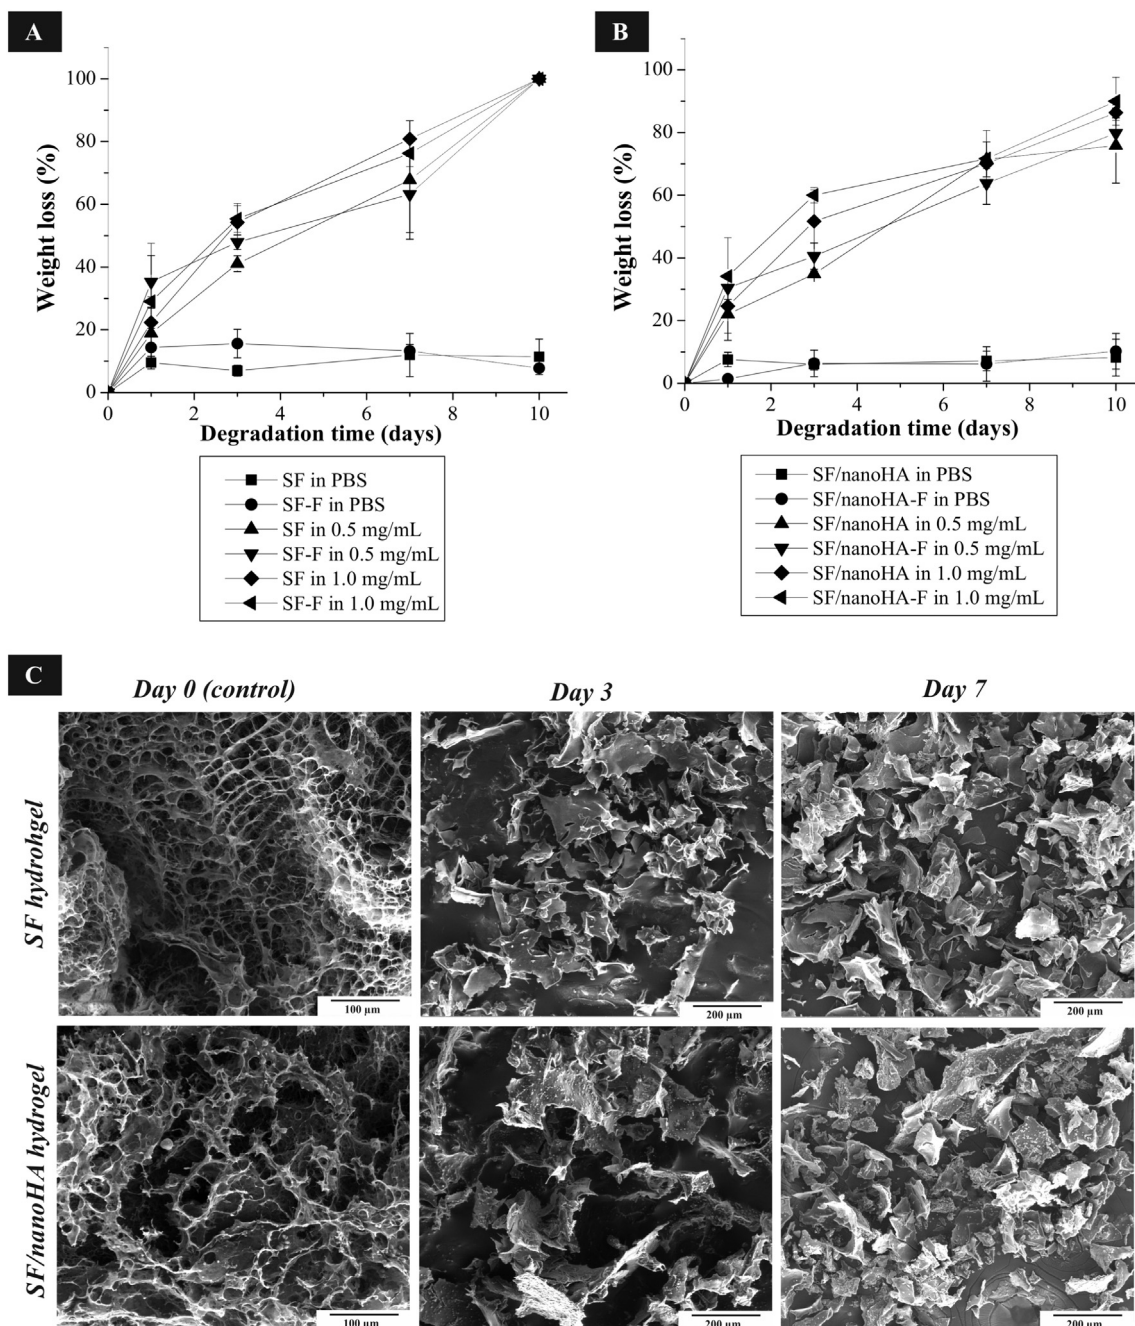 A
B
100
80
60
40
20
0
Weight loss (%)
0 2 4 6 8 10
Degradation time (days)
SF in PBS
SF-F in PBS
SF in 0.5 mg/mL
SF-F in 0.5 mg/mL
SF in 1.0 mg/mL
SF-F in 1.0 mg/mL
100
80
60
40
20
0
Weight loss (%)
0 2 4 6 8 10
Degradation time (days)
SF/nanoHA in PBS
SF/nanoHA-F in PBS
SF/nanoHA in 0.5 mg/mL
SF/nanoHA-F in 0.5 mg/mL
SF/nanoHA in 1.0 mg/mL
SF/nanoHA-F in 1.0 mg/mL
C
Day 0 (control)
Day 3
Day 7
SF hydrohgel
100 µm
200 µm
200 µm
SF/nanoHA hydrogel
100 µm
200 µm
200 µm